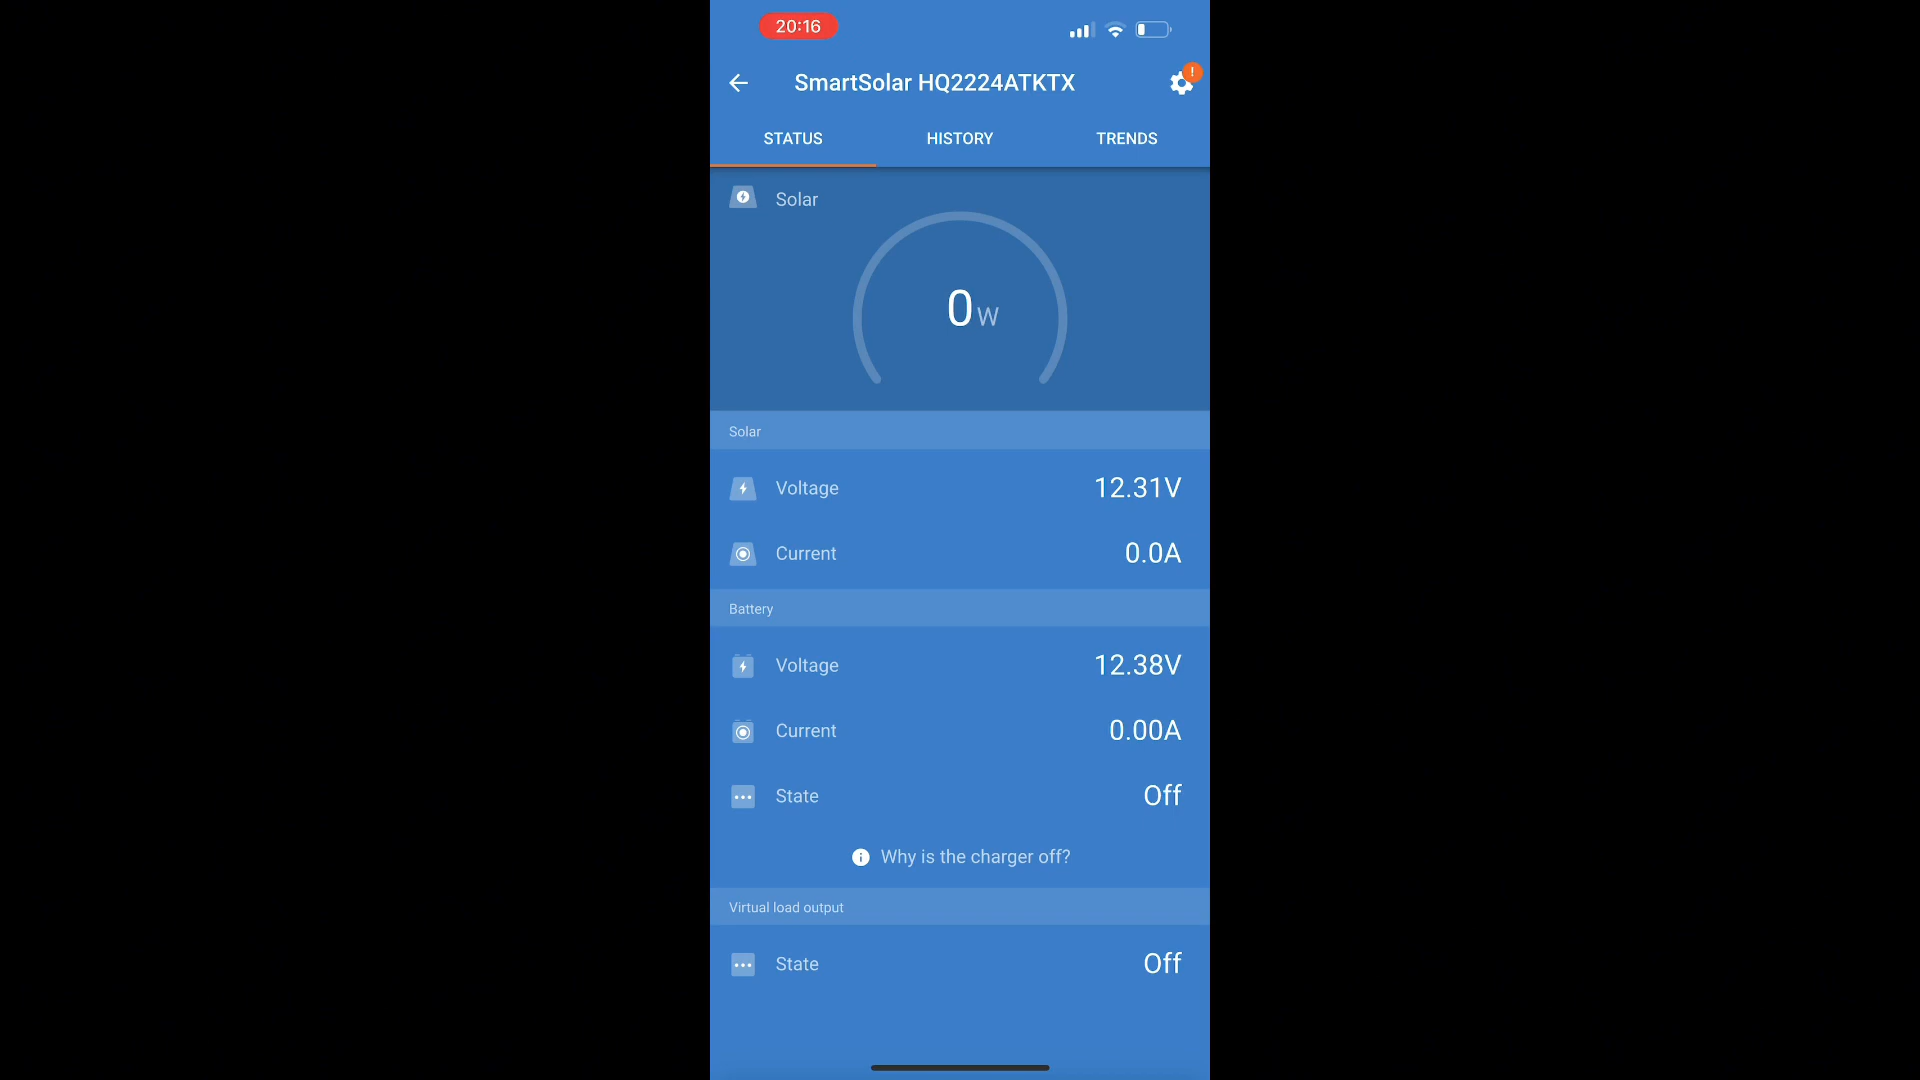 20:16
SmartSolar HQ2224ATKTX
!
STATUS HISTORY TRENDS
Solar
0W
Solar
Voltage 12.31V
Current 0.0A
Battery
Voltage 12.38V
Current 0.00A
State Off
Why is the charger off?
Virtual load output
State Off